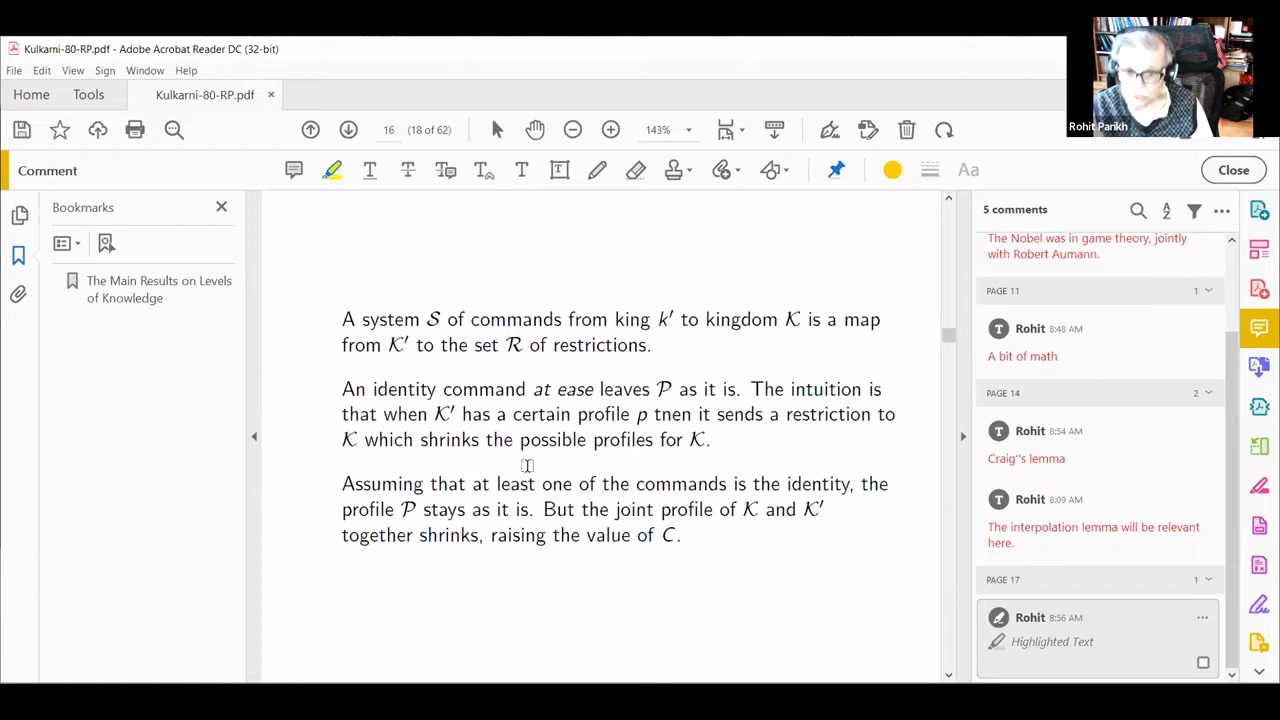 Kulkarni-80-RP.pdf - Adobe Acrobat Reader DC (32-bit)
File Edit View Sign Window Help
Home Tools Kulkarni-80-RP.pdf ×
16 (18 of 62) 143%
Comment
Aa
Close
Rohit Parikh
Bookmarks
The Main Results on Levels
of Knowledge
A system 𝒮 of commands from king k′ to kingdom 𝒦 is a map
from 𝒦′ to the set ℛ of restrictions.
An identity command at ease leaves 𝒫 as it is. The intuition is
that when 𝒦′ has a certain profile p tnen it sends a restriction to
𝒦 which shrinks the possible profiles for 𝒦.
Assuming that at least one of the commands is the identity, the
profile 𝒫 stays as it is. But the joint profile of 𝒦 and 𝒦′
together shrinks, raising the value of C.
5 comments
The Nobel was in game theory, jointly
with Robert Aumann.
PAGE 11 1
Rohit 8:48 AM
A bit of math
PAGE 14 2
Rohit 8:54 AM
Craig''s lemma
Rohit 8:09 AM
The interpolation lemma will be relevant
here.
PAGE 17 1
Rohit 8:56 AM
Highlighted Text